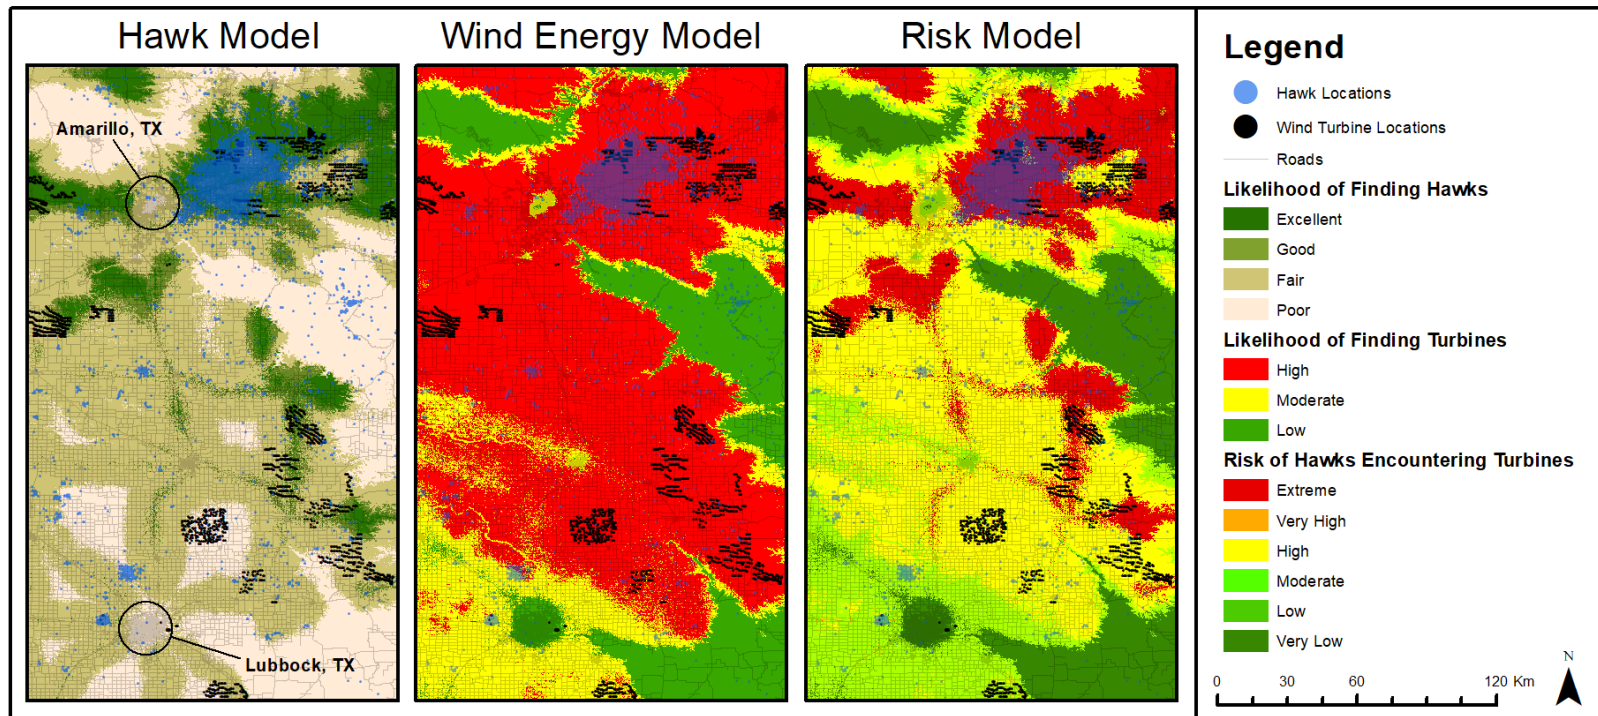 Hawk Model
Wind Energy Model
Risk Model
Amarillo, TX
Lubbock, TX
Legend
Hawk Locations
Wind Turbine Locations
Roads
Likelihood of Finding Hawks
Excellent
Good
Fair
Poor
Likelihood of Finding Turbines
High
Moderate
Low
Risk of Hawks Encountering Turbines
Extreme
Very High
High
Moderate
Low
Very Low
N
0 30 60 120 Km